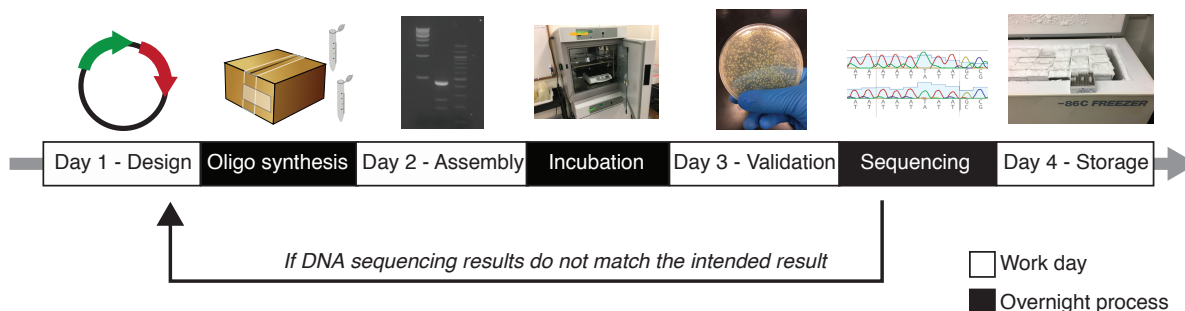 A A A A A A A G G
T T T T T T T C C
-86C FREEZER
Day 1 - Design
Oligo synthesis
Day 2 - Assembly
Incubation
Day 3 - Validation
Sequencing
Day 4 - Storage
If DNA sequencing results do not match the intended result
Work day
Overnight process